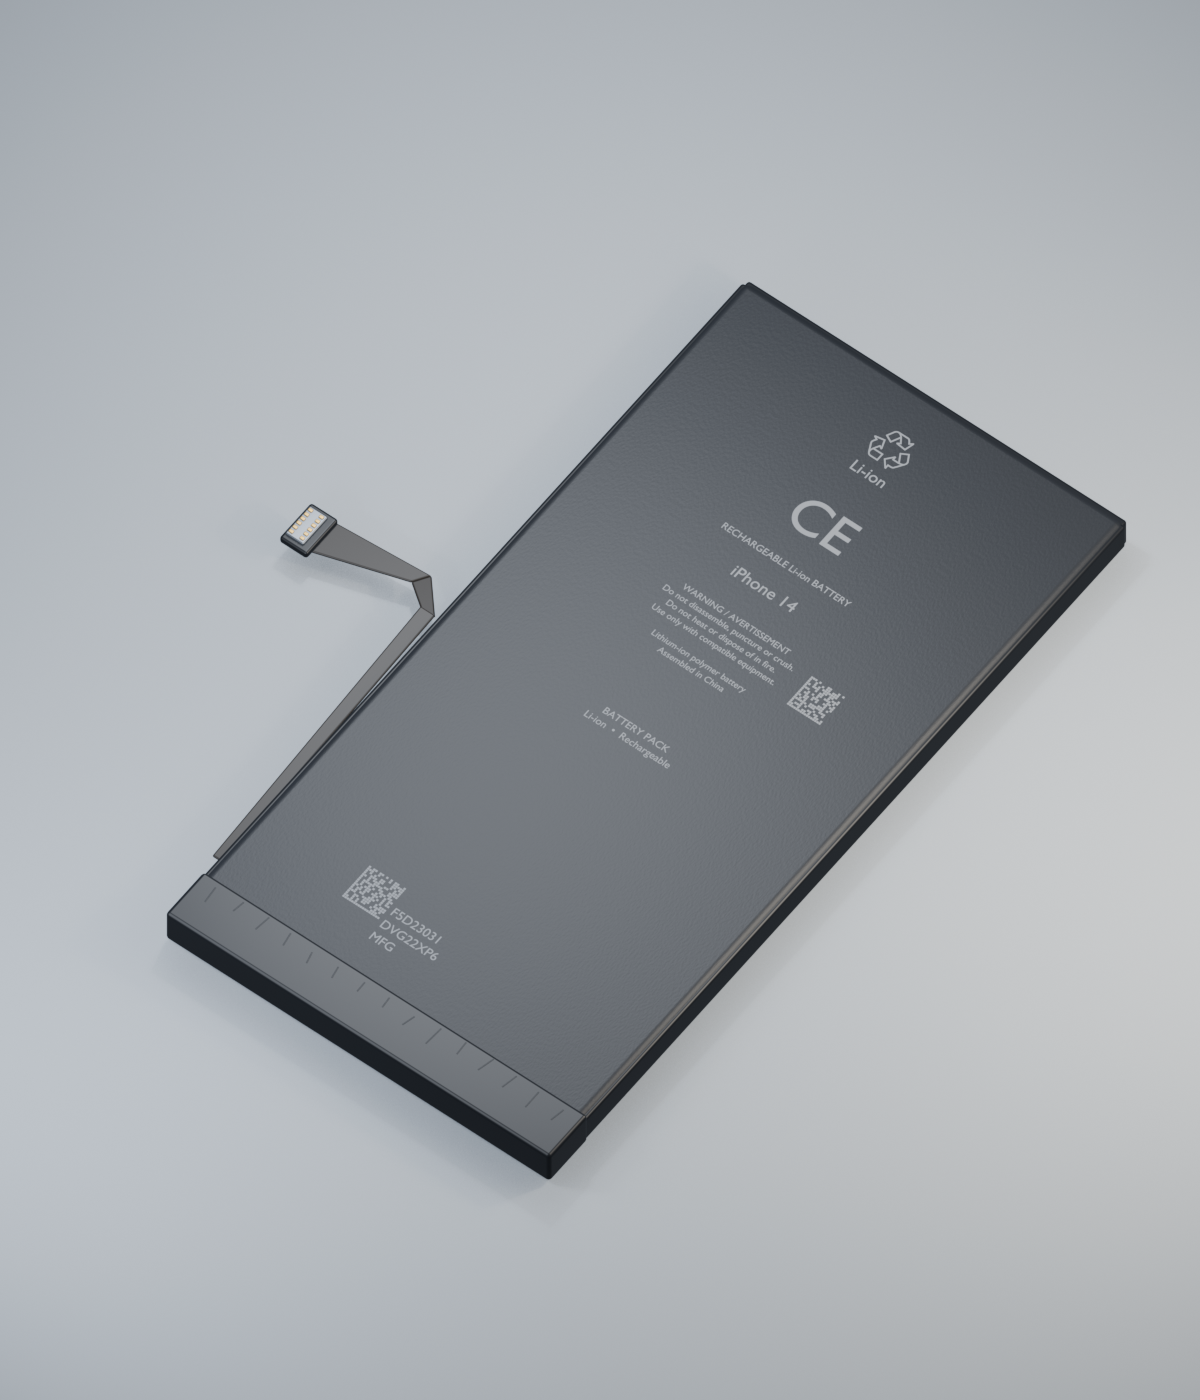 Li-ion
CE
RECHARGEABLE Li-ion BATTERY
iPhone 14
WARNING / AVERTISSEMENT
Do not disassemble, puncture or crush.
Do not heat or dispose of in fire.
Use only with compatible equipment.
Lithium-ion polymer battery
Assembled in China
BATTERY PACK
Li-ion • Rechargeable
F5D23031
DVG22XP6
MFG